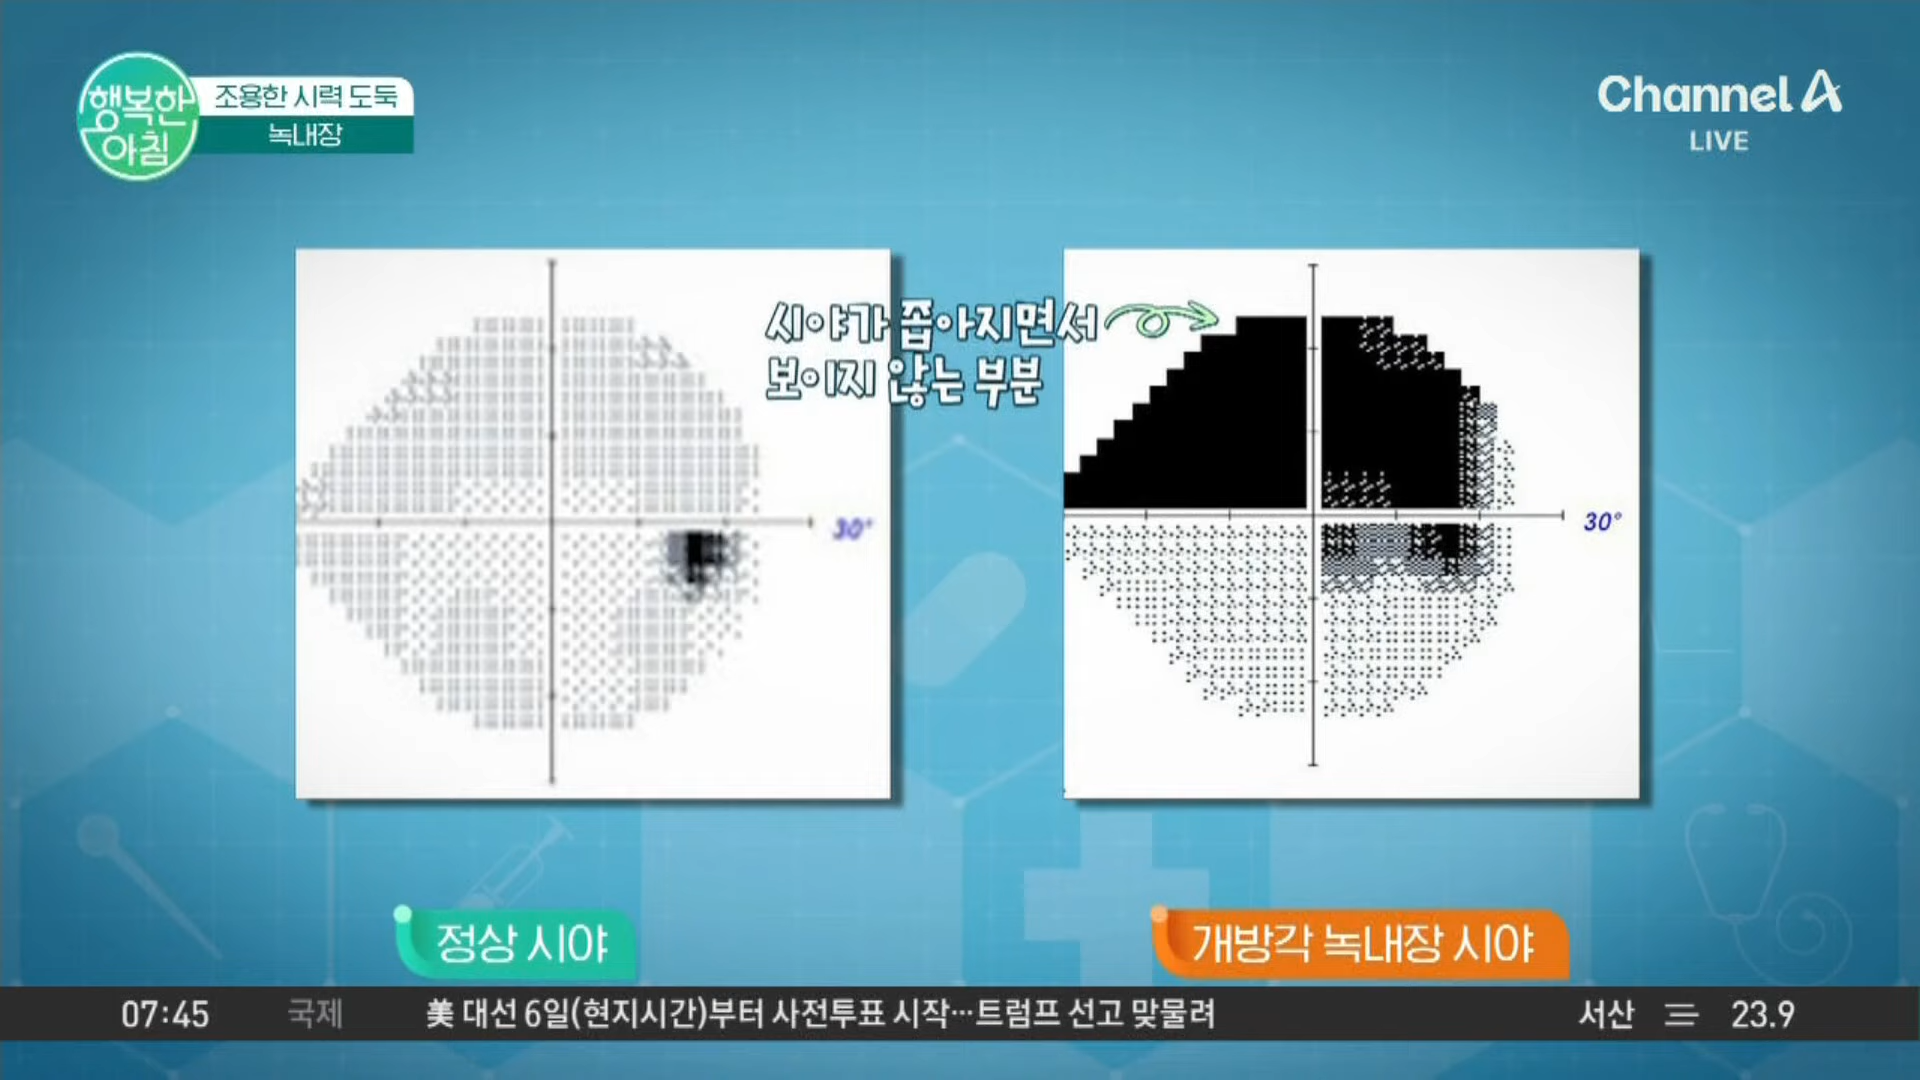 행복한
아침
조용한 시력 도둑
녹내장
Channel A
LIVE
시야가 좁아지면서
보이지 않는 부분
30°
30°
정상 시야
개방각 녹내장 시야
07:45 국제 美 대선 6일(현지시간)부터 사전투표 시작…트럼프 선고 맞물려 서산 23.9